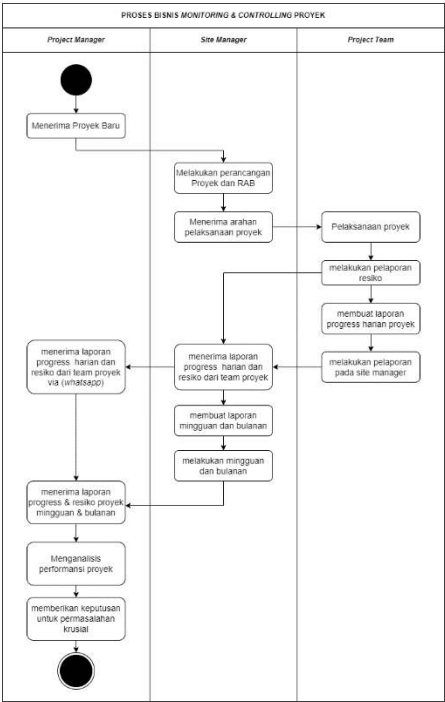 PROSES BISNIS MONITORING & CONTROLLING PROYEK
Project Manager
Site Manager
Project Team
Menerima Proyek Baru
Melakukan perancangan
Proyek dan RAB
Menerima arahan
pelaksanaan proyek
Pelaksanaan proyek
melakukan pelaporan
resiko
membuat laporan
progress harian proyek
melakukan pelaporan
pada site manager
menerima laporan
progress harian dan
resiko dari team proyek
menerima laporan
progress harian dan
resiko dari team proyek
via (whatsapp)
membuat laporan
mingguan dan bulanan
melakukan mingguan
dan bulanan
menerima laporan
progress & resiko proyek
mingguan & bulanan
Menganalisis
performansi proyek
memberikan keputusan
untuk permasalahan
krusial